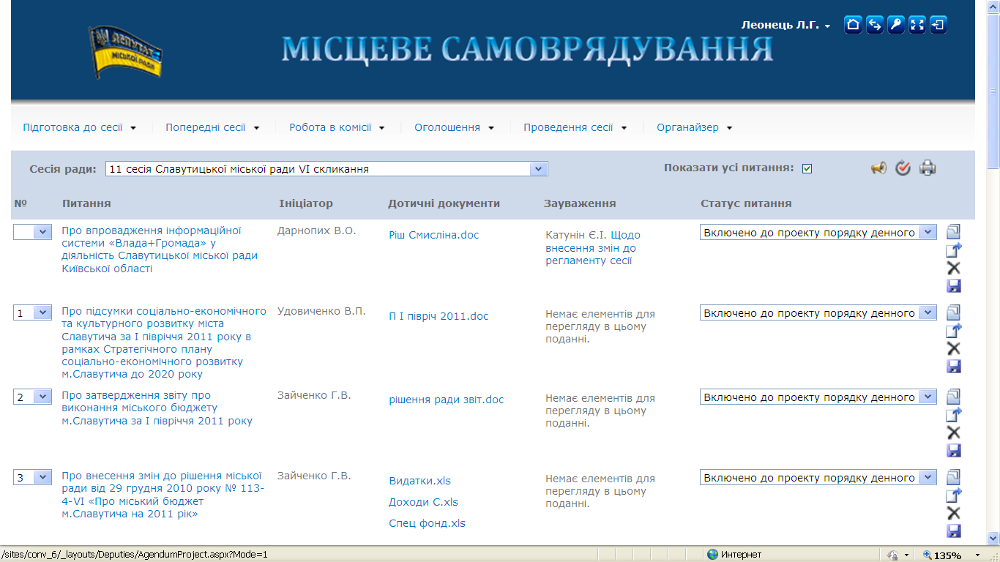 Леонець Л.Г.
ДЕПУТАТ
МІСЬКОЇ РАДИ
МІСЦЕВЕ САМОВРЯДУВАННЯ
Підготовка до сесії
Попередні сесії
Робота в комісії
Оголошення
Проведення сесії
Органайзер
Сесія ради: 11 сесія Славутицької міської ради VI скликання
Показати усі питання:
№ Питання Ініціатор Дотичні документи Зауваження Статус питання
Про впровадження інформаційної
системи «Влада+Громада» у
діяльність Славутицької міської ради
Київської області
Дарнопих В.О.
Ріш Смисліна.doc
Катунін Є.І. Щодо
внесення змін до
регламенту сесії
Включено до проекту порядку денного
1
Про підсумки соціально-економічного
та культурного розвитку міста
Славутича за І півріччя 2011 року в
рамках Стратегічного плану
соціально-економічного розвитку
м.Славутича до 2020 року
Удовиченко В.П.
П І півріч 2011.doc
Немає елементів для
перегляду в цьому
поданні.
Включено до проекту порядку денного
2
Про затвердження звіту про
виконання міського бюджету
м.Славутича за І півріччя 2011 року
Зайченко Г.В.
рішення ради звіт.doc
Немає елементів для
перегляду в цьому
поданні.
Включено до проекту порядку денного
3
Про внесення змін до рішення міської
ради від 29 грудня 2010 року № 113-
4-VI «Про міський бюджет
м.Славутича на 2011 рік»
Зайченко Г.В.
Видатки.xls
Доходи С.xls
Спец фонд.xls
Немає елементів для
перегляду в цьому
поданні.
Включено до проекту порядку денного
/sites/conv_6/_layouts/Deputies/AgendumProject.aspx?Mode=1
Интернет
135%